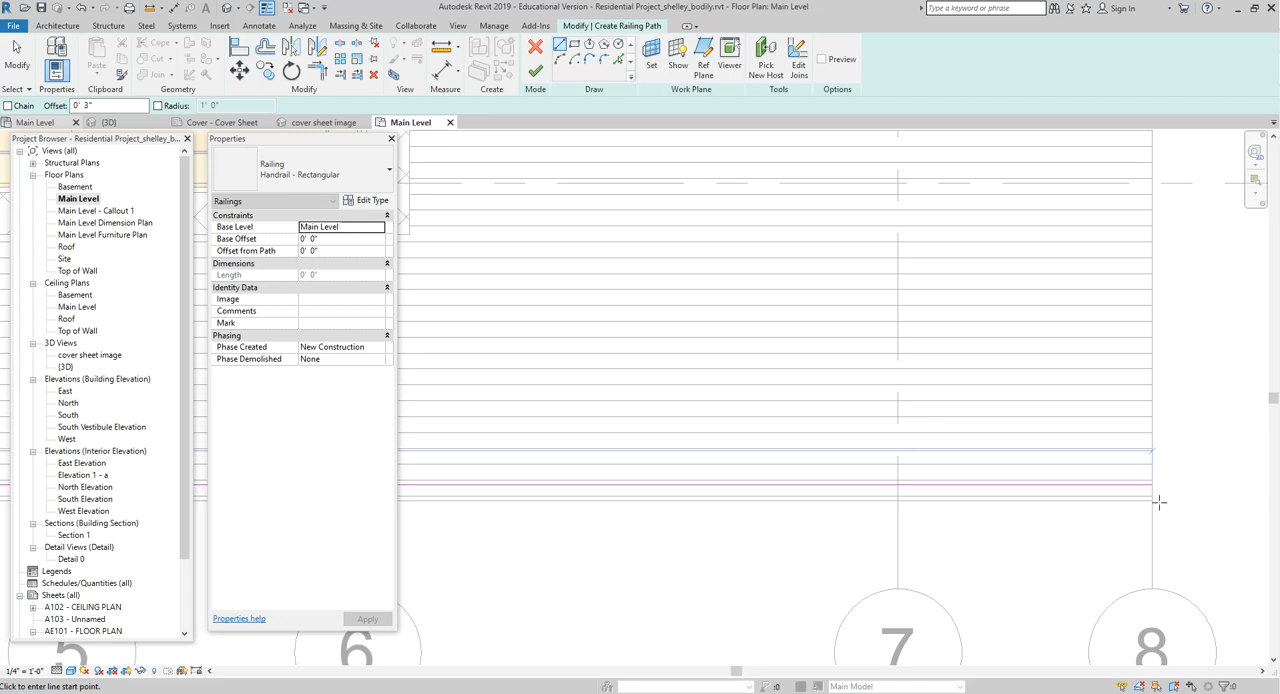 Autodesk Revit 2019 - Educational Version - Residential Project_shelley_bodily.rvt - Floor Plan: Main Level
Type a keyword or phrase
Sign In
File Architecture Structure Steel Systems Insert Annotate Analyze Massing & Site Collaborate View Manage Add-Ins Modify | Create Railing Path
Modify
Properties
Paste
Cope
Cut
Join
Set Show Ref Plane Viewer
Pick New Host
Edit Joins
Preview
Select Properties Clipboard Geometry Modify View Measure Create Mode Draw Work Plane Tools Options
Chain Offset: 0' 3" Radius: 1' 0"
Main Level {3D} Cover - Cover Sheet cover sheet image Main Level
Project Browser - Residential Project_shelley_b...
Views (all)
Structural Plans
Floor Plans
Basement
Main Level
Main Level - Callout 1
Main Level Dimension Plan
Main Level Furniture Plan
Roof
Site
Top of Wall
Ceiling Plans
Basement
Main Level
Roof
Top of Wall
3D Views
cover sheet image
{3D}
Elevations (Building Elevation)
East
North
South
South Vestibule Elevation
West
Elevations (Interior Elevation)
East Elevation
Elevation 1 - a
North Elevation
South Elevation
West Elevation
Sections (Building Section)
Section 1
Detail Views (Detail)
Detail 0
Legends
Schedules/Quantities (all)
Sheets (all)
A102 - CEILING PLAN
A103 - Unnamed
AE101 - FLOOR PLAN
Properties
Railing
Handrail - Rectangular
Railings Edit Type
Constraints
Base Level Main Level
Base Offset 0' 0"
Offset from Path 0' 0"
Dimensions
Length 0' 0"
Identity Data
Image
Comments
Mark
Phasing
Phase Created New Construction
Phase Demolished None
Properties help Apply
5 6 7 8
1/4" = 1'-0"
Click to enter line start point.
:0 Main Model :0